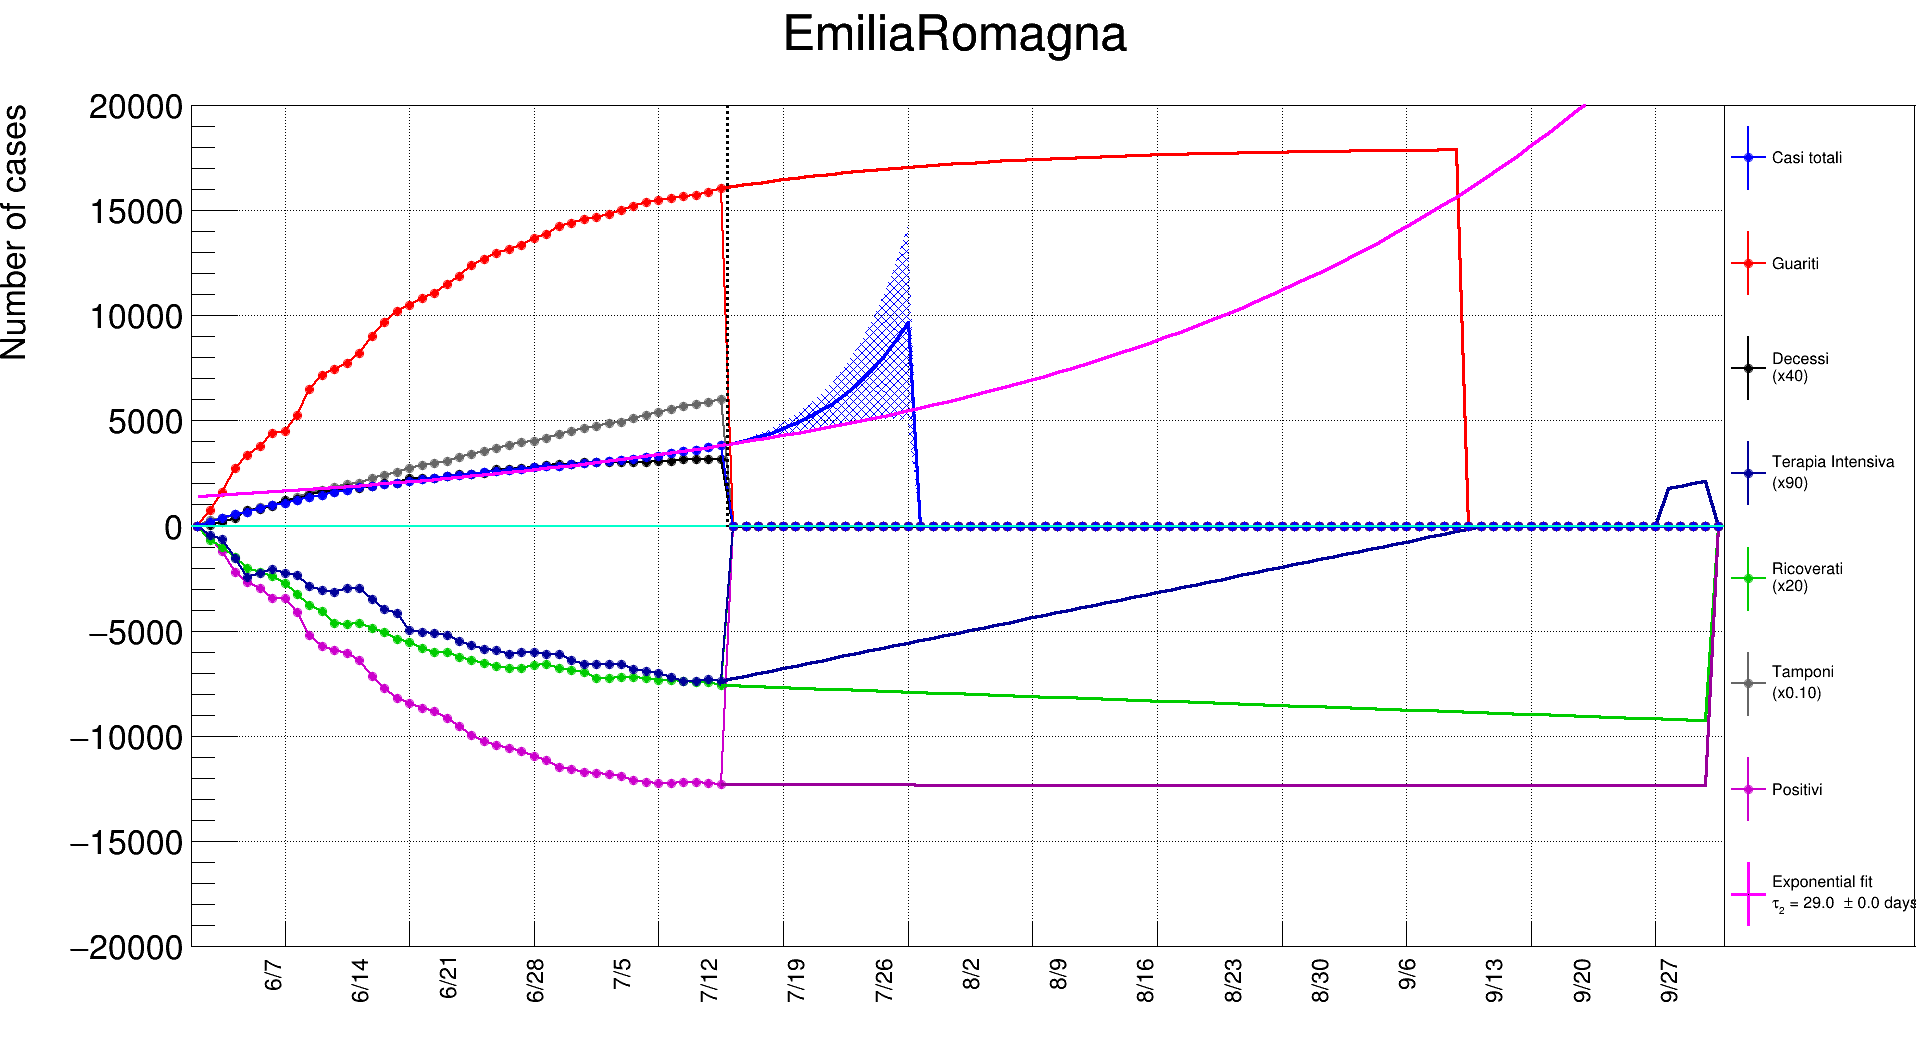 EmiliaRomagna
Number of cases
20000
15000
10000
5000
0
−5000
−10000
−15000
−20000
6/7
6/14
6/21
6/28
7/5
7/12
7/19
7/26
8/2
8/9
8/16
8/23
8/30
9/6
9/13
9/20
9/27
Casi totali
Guariti
Decessi
(x40)
Terapia Intensiva
(x90)
Ricoverati
(x20)
Tamponi
(x0.10)
Positivi
Exponential fit
τ2 = 29.0 ± 0.0 days